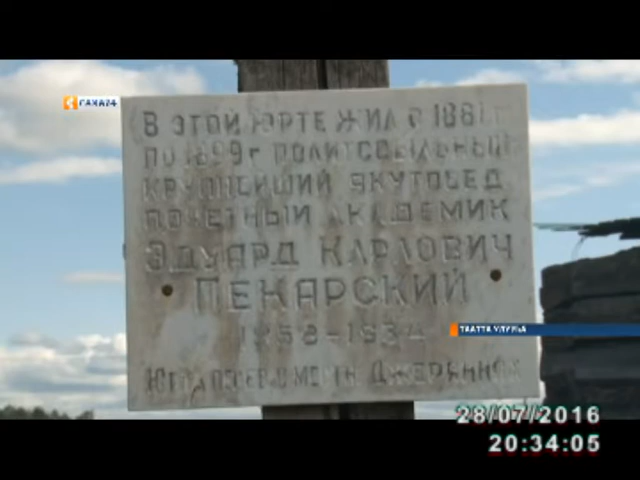 САХА24
В ЭТОЙ ЮРТЕ ЖИЛ С 1881 Г.
ПО 1899 Г ПОЛИТССЫЛЬНЫЙ
КРУПНЕЙШИЙ ЯКУТОВЕД
ПОЧЕТНЫЙ АКАДЕМИК
ЭДУАРД КАРЛОВИЧ
ПЕКАРСКИЙ
1858-1934
ТААТТА УЛУУҺА
28/07/2016
20:34:05